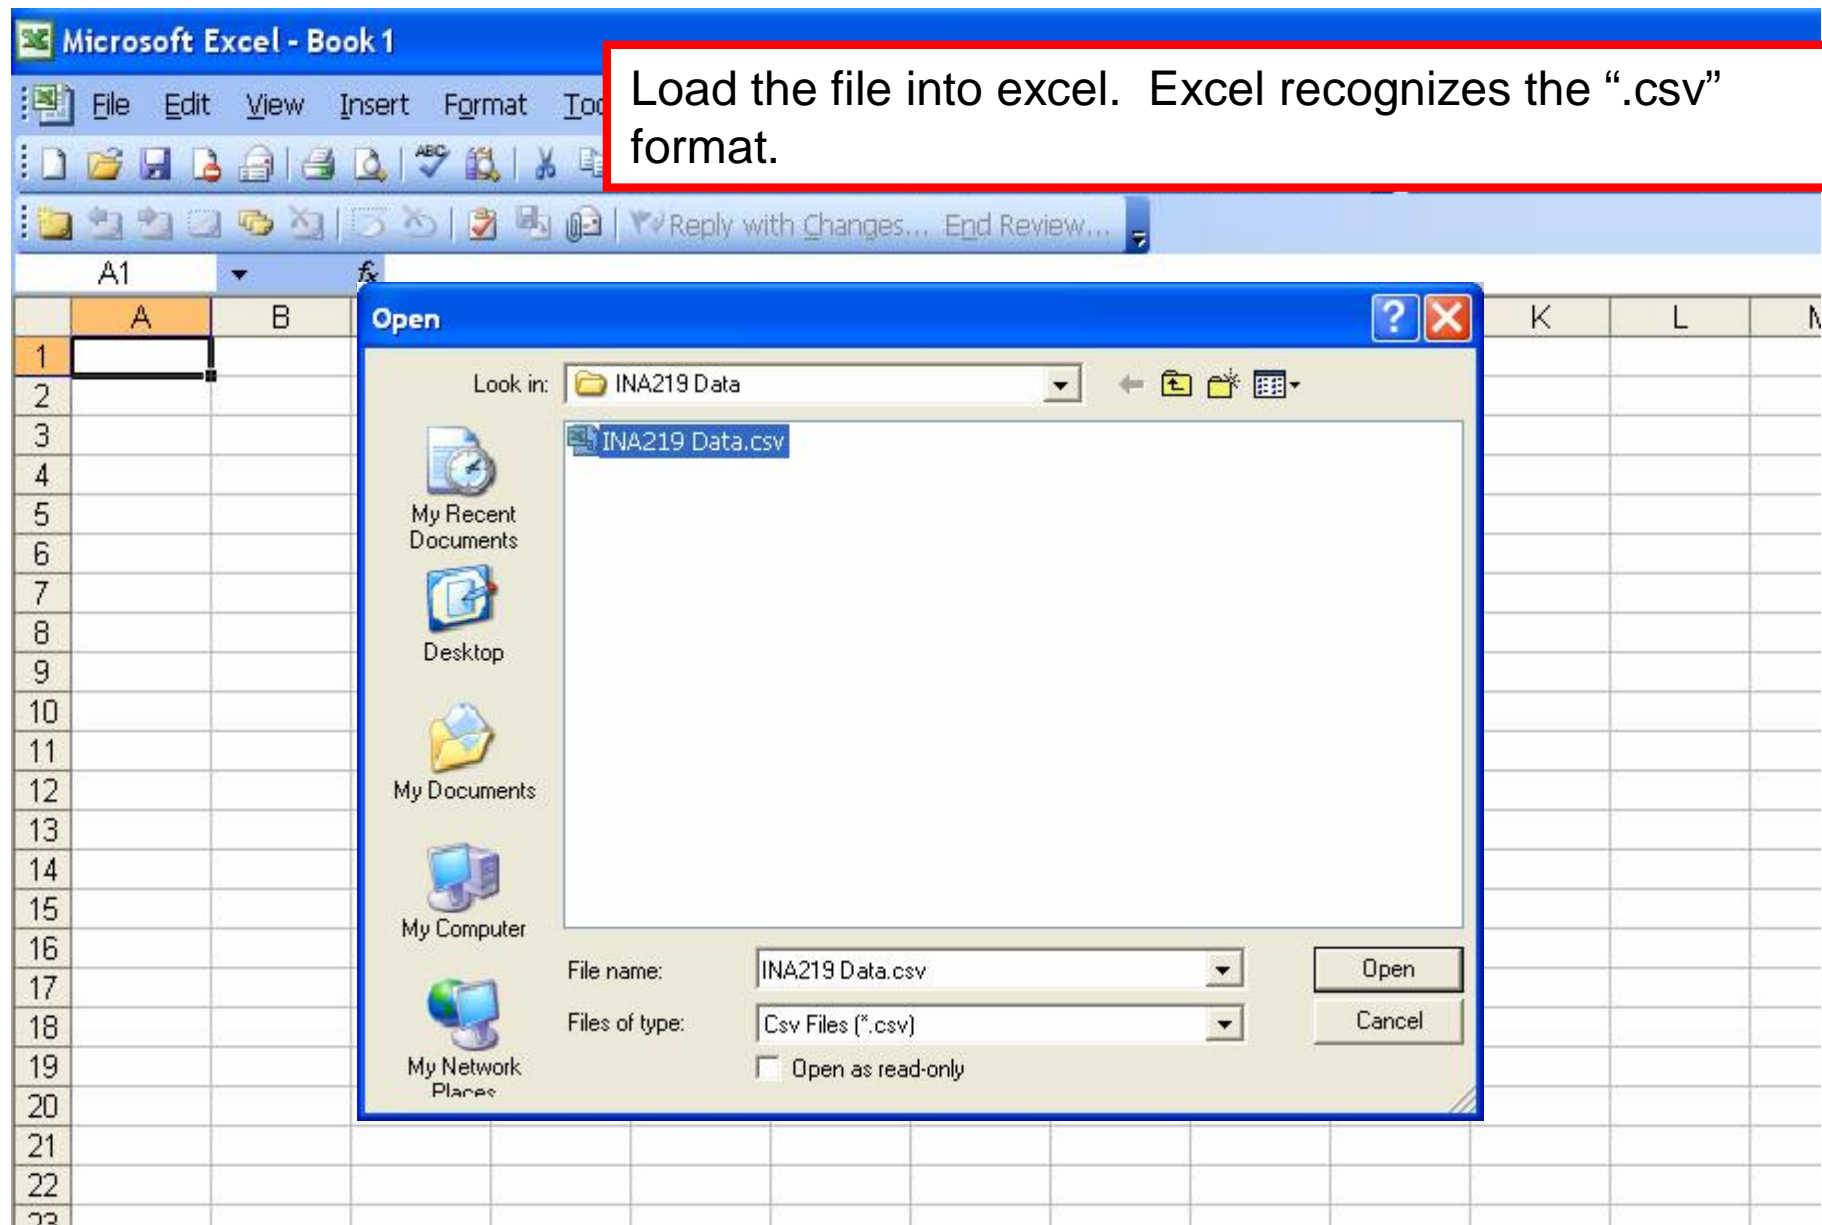 Microsoft Excel - Book 1
Load the file into excel.  Excel recognizes the “.csv”
format.
File Edit View Insert Format
ABC
Reply with Changes... End Review...
A1 fx
A B K L
Open
Look in: INA219 Data
INA219 Data.csv
My Recent
Documents
Desktop
My Documents
My Computer
My Network
Places
File name: INA219 Data.csv Open
Files of type: Csv Files (*.csv) Cancel
Open as read-only
1
2
3
4
5
6
7
8
9
10
11
12
13
14
15
16
17
18
19
20
21
22
23